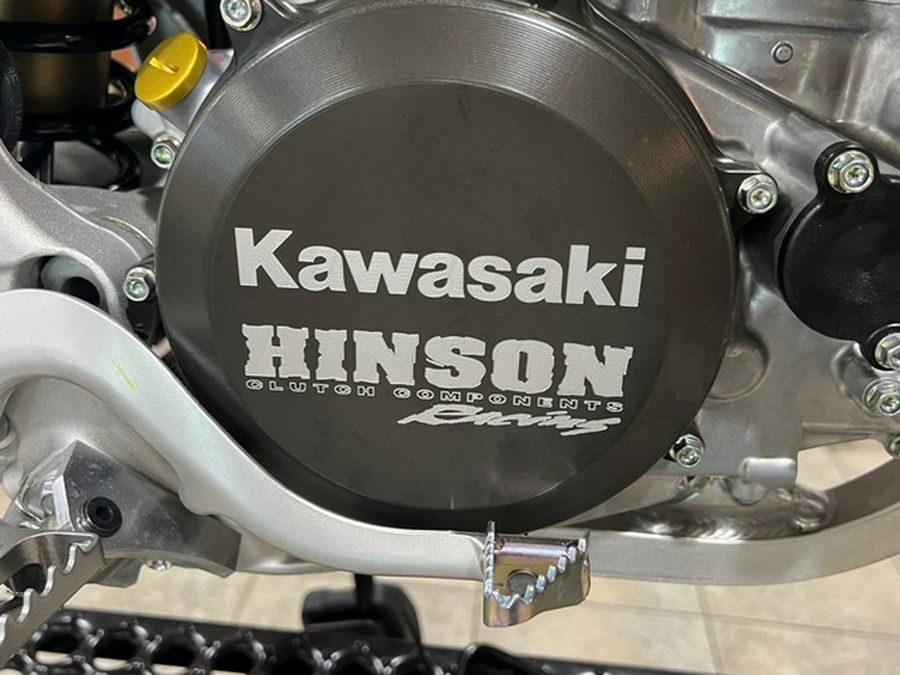 Kawasaki
HINSON
CLUTCH COMPONENTS
Racing